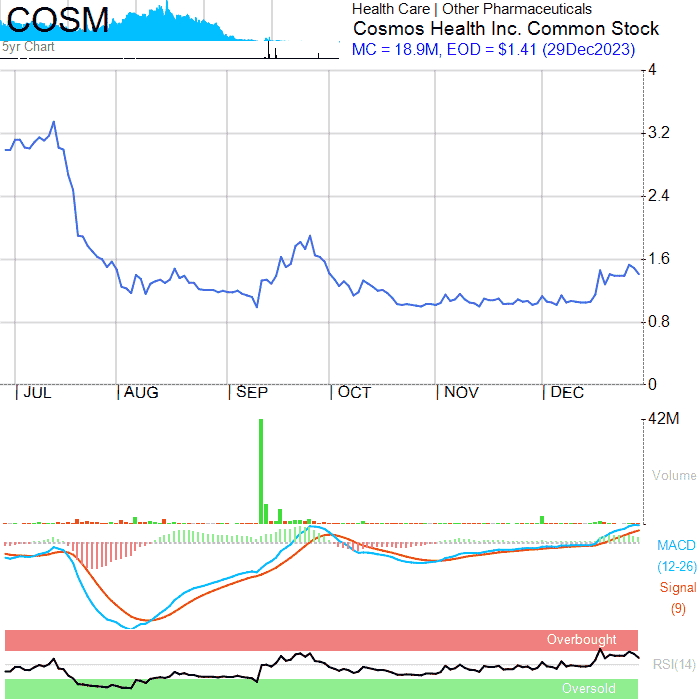 COSM
5yr Chart
Health Care | Other Pharmaceuticals
Cosmos Health Inc. Common Stock
MC = 18.9M, EOD = $1.41 (29Dec2023)
4
3.2
2.4
1.6
0.8
0
| JUL | AUG | SEP | OCT | NOV | DEC
42M
Volume
MACD
(12-26)
Signal
(9)
Overbought
RSI(14)
Oversold